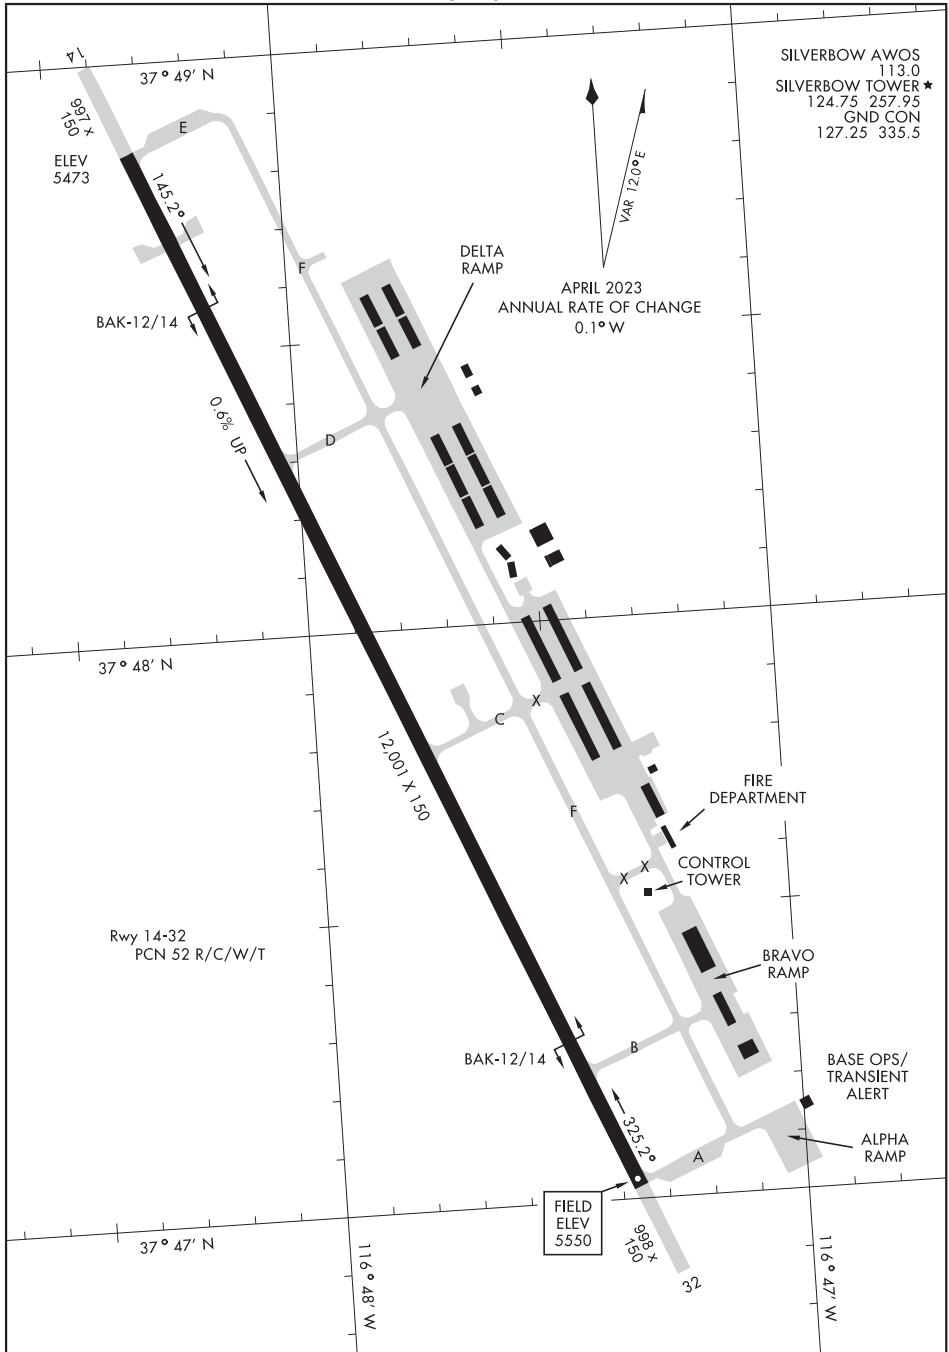 14
37° 49' N
SILVERBOW AWOS
113.0
SILVERBOW TOWER ★
124.75 257.95
GND CON
127.25 335.5
997 X
150
E
ELEV
5473
145.2°
VAR 12.0° E
DELTA
RAMP
F
APRIL 2023
ANNUAL RATE OF CHANGE
0.1° W
BAK-12/14
0.6% UP
D
37° 48' N
X
C
12,001 X 150
F
FIRE
DEPARTMENT
X X
CONTROL
TOWER
Rwy 14-32
PCN 52 R/C/W/T
BRAVO
RAMP
B
BAK-12/14
BASE OPS/
TRANSIENT
ALERT
325.2°
A
ALPHA
RAMP
FIELD
ELEV
5550
37° 47' N
998 X
150
32
116° 48' W
116° 47' W